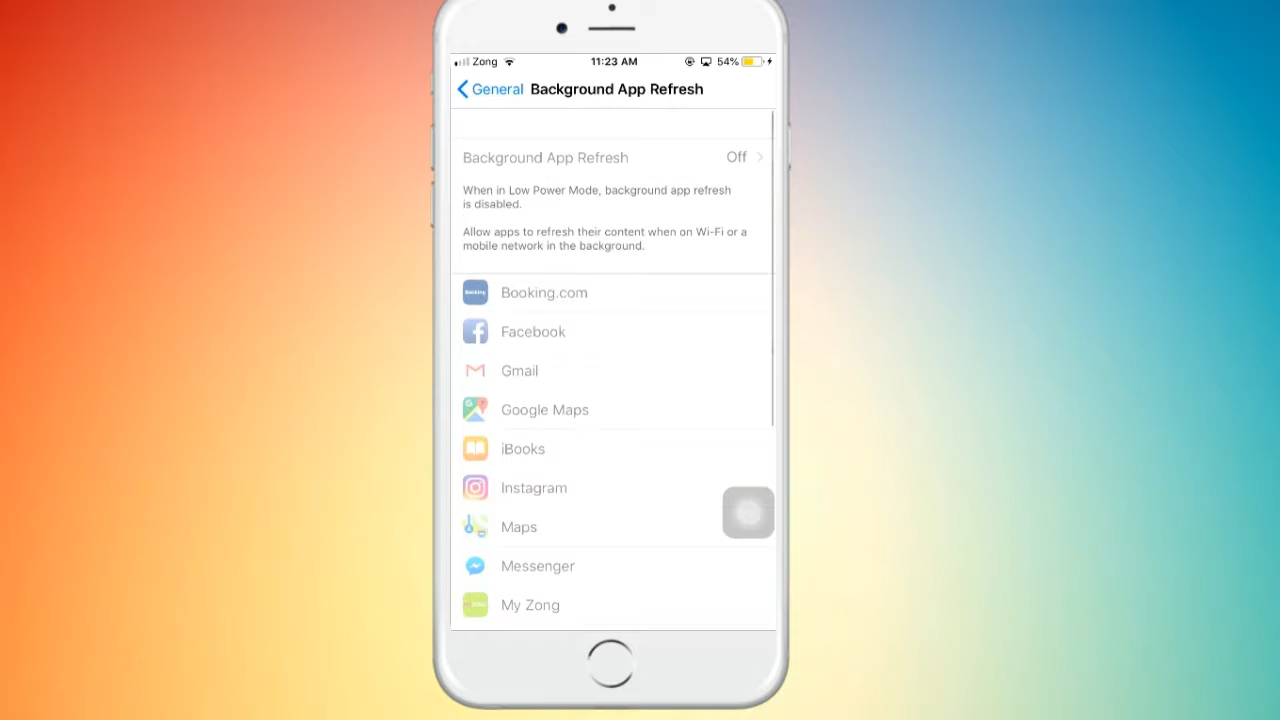 Zong 11:23 AM 54%
General Background App Refresh
Background App Refresh Off
When in Low Power Mode, background app refresh
is disabled.
Allow apps to refresh their content when on Wi-Fi or a
mobile network in the background.
Booking Booking.com
Facebook
Gmail
Google Maps
iBooks
Instagram
Maps
Messenger
My Zong